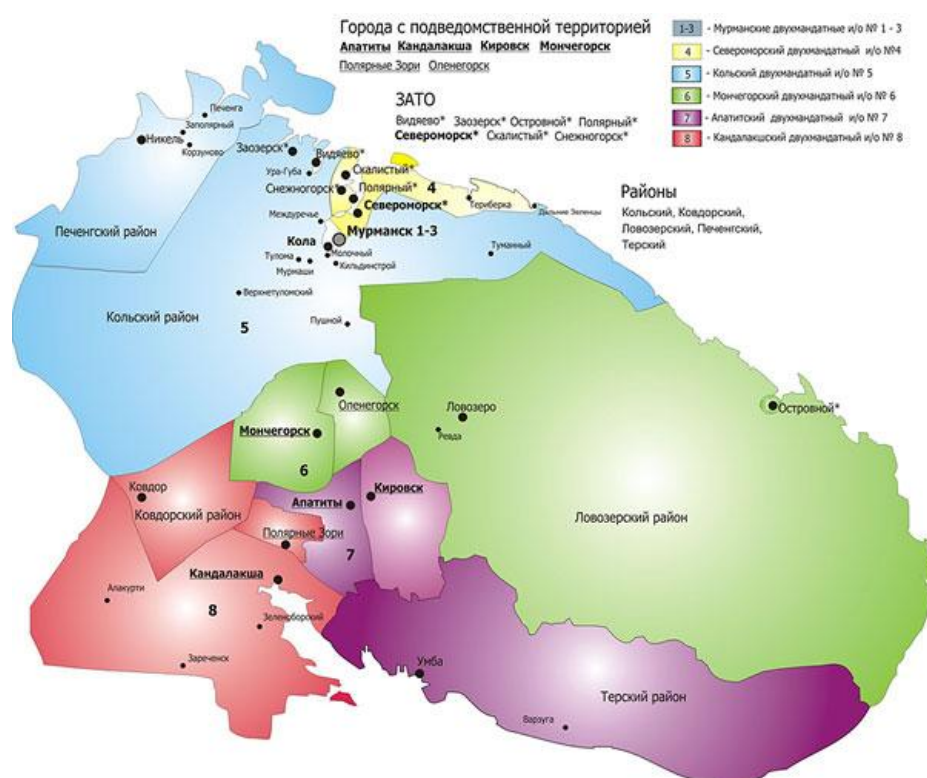 Города с подведомственной территорией
Апатиты Кандалакша Кировск Мончегорск
Полярные Зори Оленегорск
ЗАТО
Видяево* Заозерск* Островной* Полярный*
Североморск* Скалистый* Снежногорск*
1-3 - Мурманские двухмандатные и/о № 1 - 3
4 - Североморский двухмандатный и/о №4
5 - Кольский двухмандатный и/о № 5
6 - Мончегорский двухмандатный и/о № 6
7 - Апатитский двухмандатный и/о № 7
8 - Кандалакшский двухмандатный и/о № 8
Районы
Кольский, Ковдорский,
Ловозерский, Печенгский,
Терский
Печенга
Заполярный
Никель
Корзуново
Заозерск*
Видяево*
Ура-Губа
Скалистый*
Снежногорск*
Полярный*
4
Североморск*
Териберка
Дальние Зеленцы
Междуречье
Мурманск 1-3
Печенгский район
Кола
Молочный
Туманный
Тулома
Мурмаши
Кильдинстрой
Верхнетуломский
Кольский район
5
Пушной
Оленегорск
Ловозеро
Островной*
Мончегорск
Ревда
6
Ковдор
Кировск
Апатиты
Ковдорский район
Ловозерский район
Полярные Зори
7
Кандалакша
Алакурти
8
Зеленоборский
Зареченск
Умба
Терский район
Варзуга